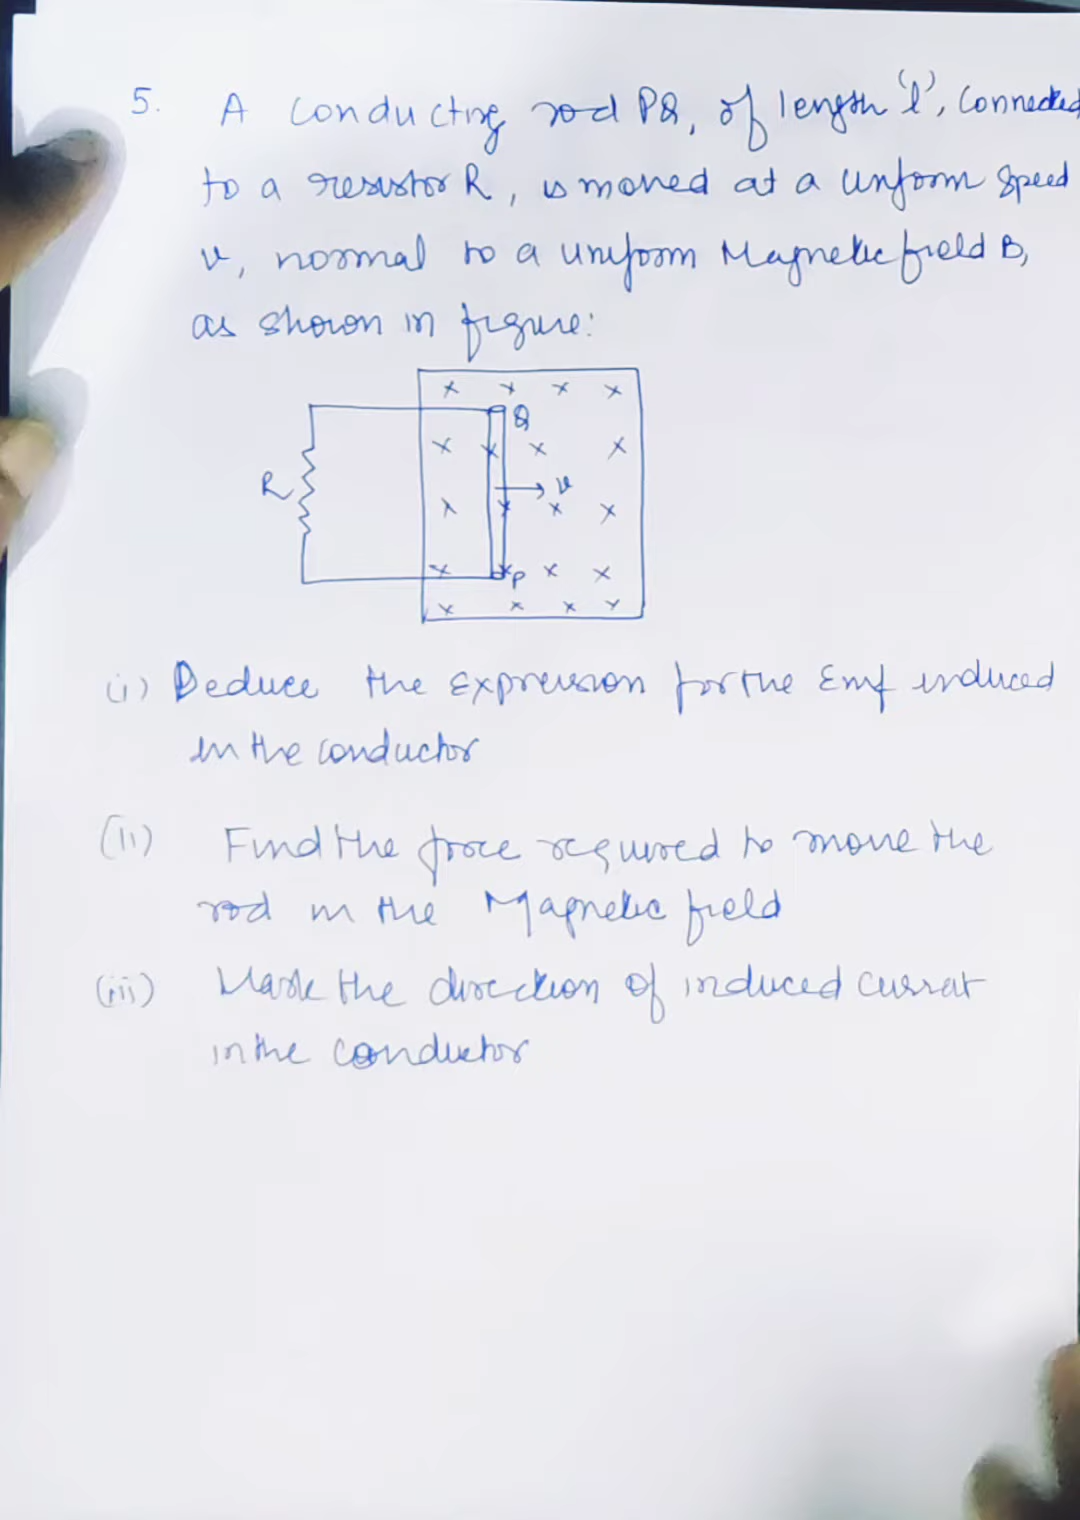 5. A conducting rod PQ, of length 'l', Connected
to a resistor R, is moved at a uniform speed
v, normal to a uniform Magnetic field B,
as shown in figure:
x x x x
Q
x x x x
R
v
x x x x
x x P x x
x x x x
(i) Deduce the Expression for the Emf induced
in the conductor
(ii) Find the force required to move the
rod in the Magnetic field
(iii) Mark the direction of induced currat
in the conductor